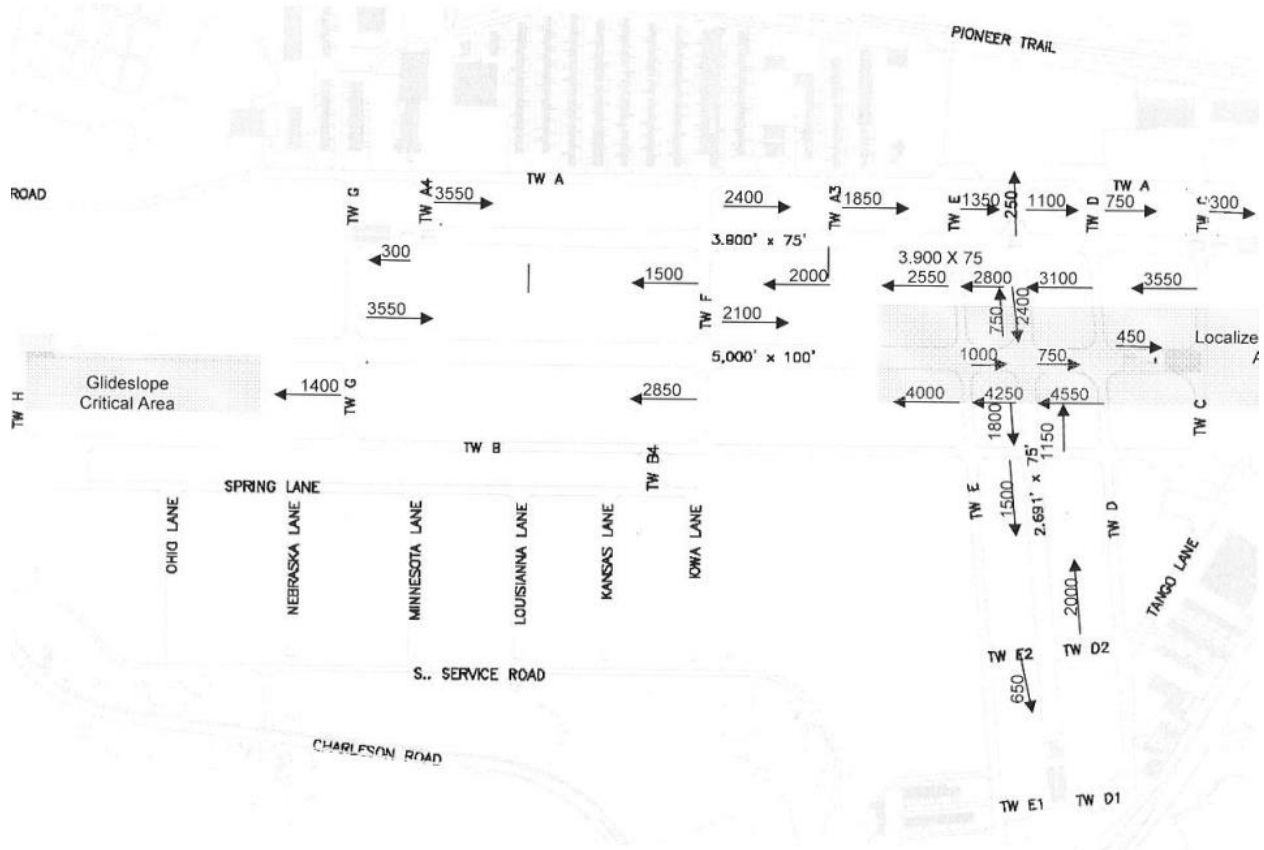 PIONEER TRAIL
ROAD
TW G
TW A4
3550
TW A
2400
TW A3
1850
TW E
1350
250
1100
TW D
TW A
750
TW C
300
3.800' x 75'
300
3.900 X 75
1500
2000
2550
2800
3100
3550
3550
TW F
2100
750
2400
450
Localize
5,000' x 100'
1000
750
A
Glideslope
Critical Area
TW H
1400
TW G
2850
4000
4250
4550
TW C
1800
1150
TW B
TW B4
SPRING LANE
TW E
1500
2.691' x 75'
TW D
OHIO LANE
NEBRASKA LANE
MINNESOTA LANE
LOUISIANNA LANE
KANSAS LANE
IOWA LANE
TANGO LANE
2000
TW E2
TW D2
S.. SERVICE ROAD
650
CHARLESON ROAD
TW E1
TW D1